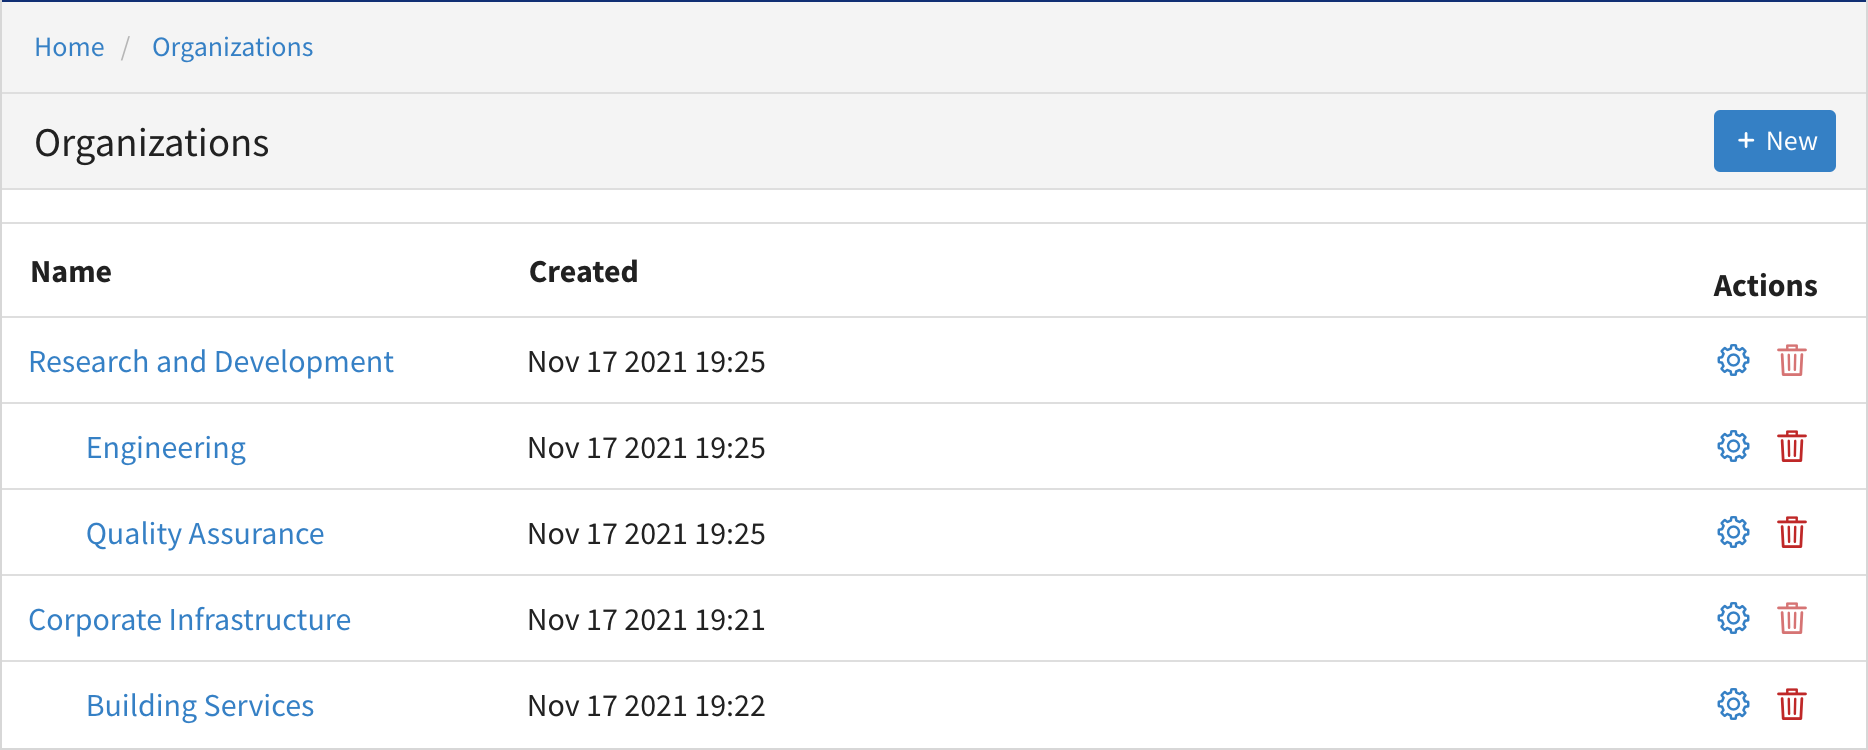 Home / Organizations
Organizations
+ New
Name Created Actions
Research and Development Nov 17 2021 19:25
Engineering Nov 17 2021 19:25
Quality Assurance Nov 17 2021 19:25
Corporate Infrastructure Nov 17 2021 19:21
Building Services Nov 17 2021 19:22